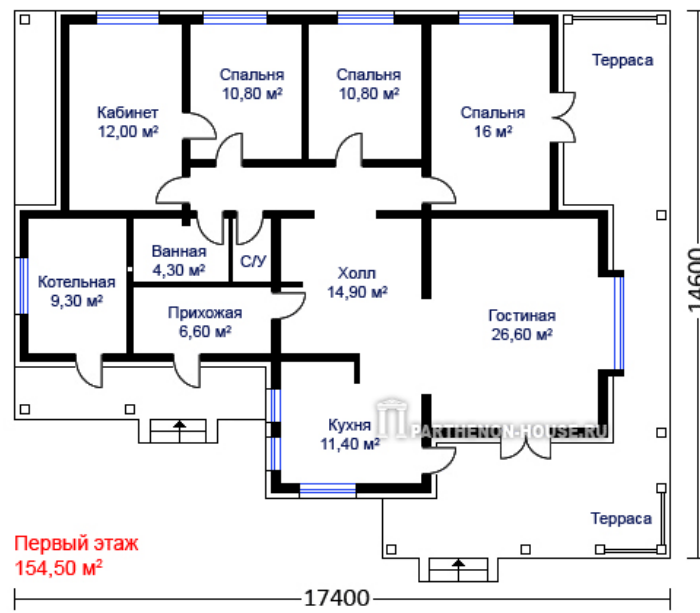 Терраса
Спальня
10,80 м²
Спальня
10,80 м²
Кабинет
12,00 м²
Спальня
16 м²
Ванная
4,30 м²
С/У
Холл
14,90 м²
Котельная
9,30 м²
Прихожая
6,60 м²
Гостиная
26,60 м²
14600
Кухня
11,40 м²
PARTHENON-HOUSE.RU
Терраса
Первый этаж
154,50 м²
17400